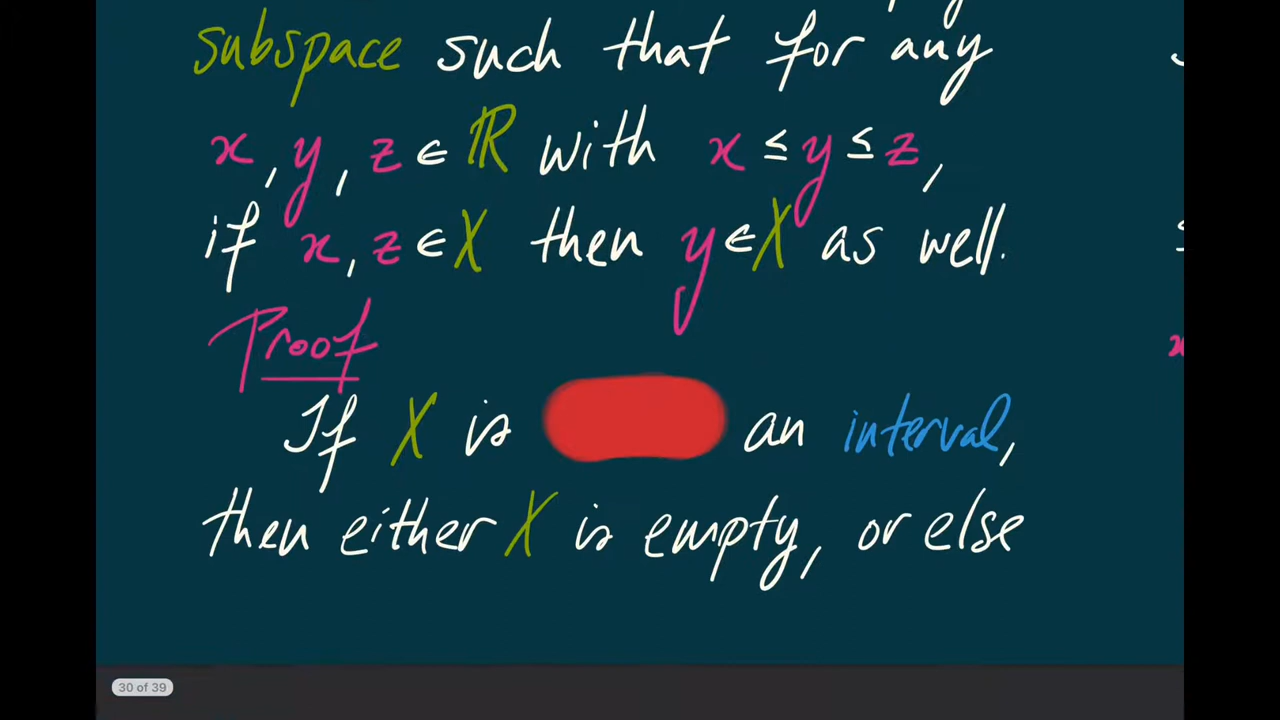 subspace such that for any
x, y, z ∈ ℝ with x ≤ y ≤ z,
if x, z ∈ X then y ∈ X as well.
Proof
If X is an interval,
then either X is empty, or else
30 of 39